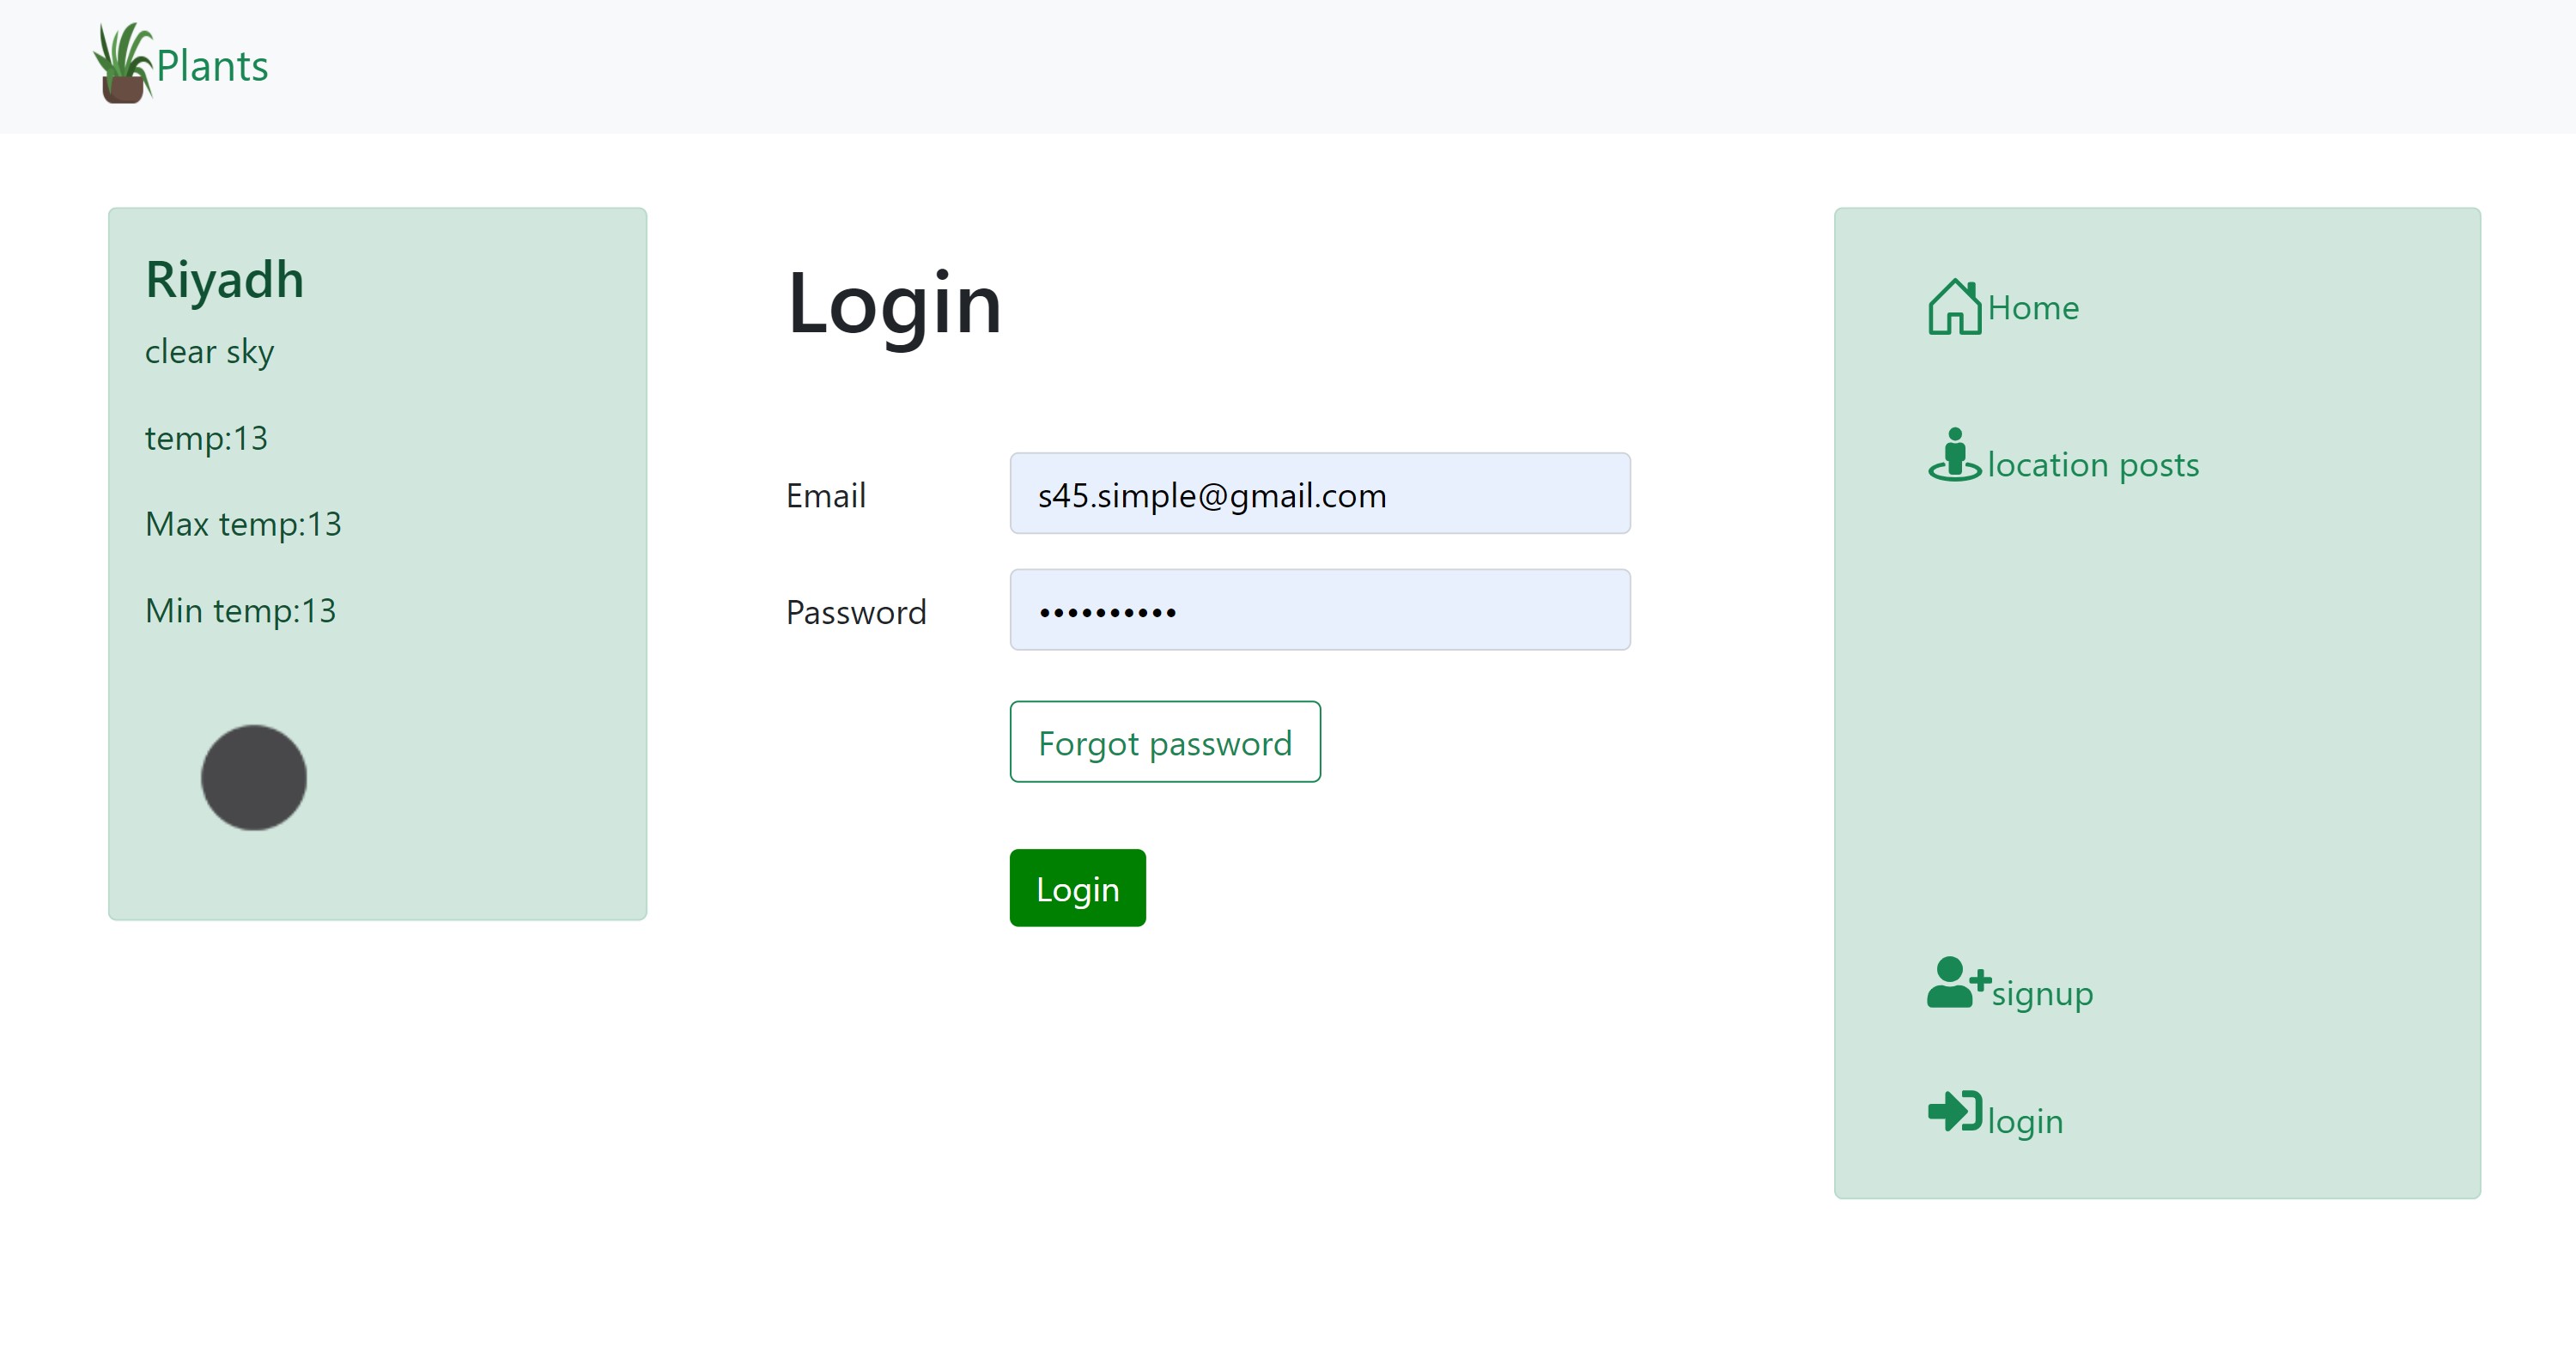 Plants
Riyadh
clear sky
temp:13
Max temp:13
Min temp:13
Login
Email
s45.simple@gmail.com
Password
••••••••••
Forgot password
Login
Home
location posts
signup
login